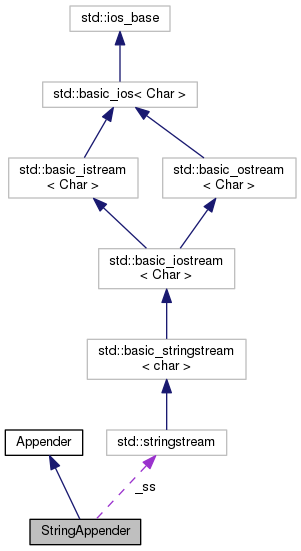 std::ios_base
std::basic_ios< Char >
std::basic_istream
< Char >
std::basic_ostream
< Char >
std::basic_iostream
< Char >
std::basic_stringstream
< char >
Appender
std::stringstream
_ss
StringAppender